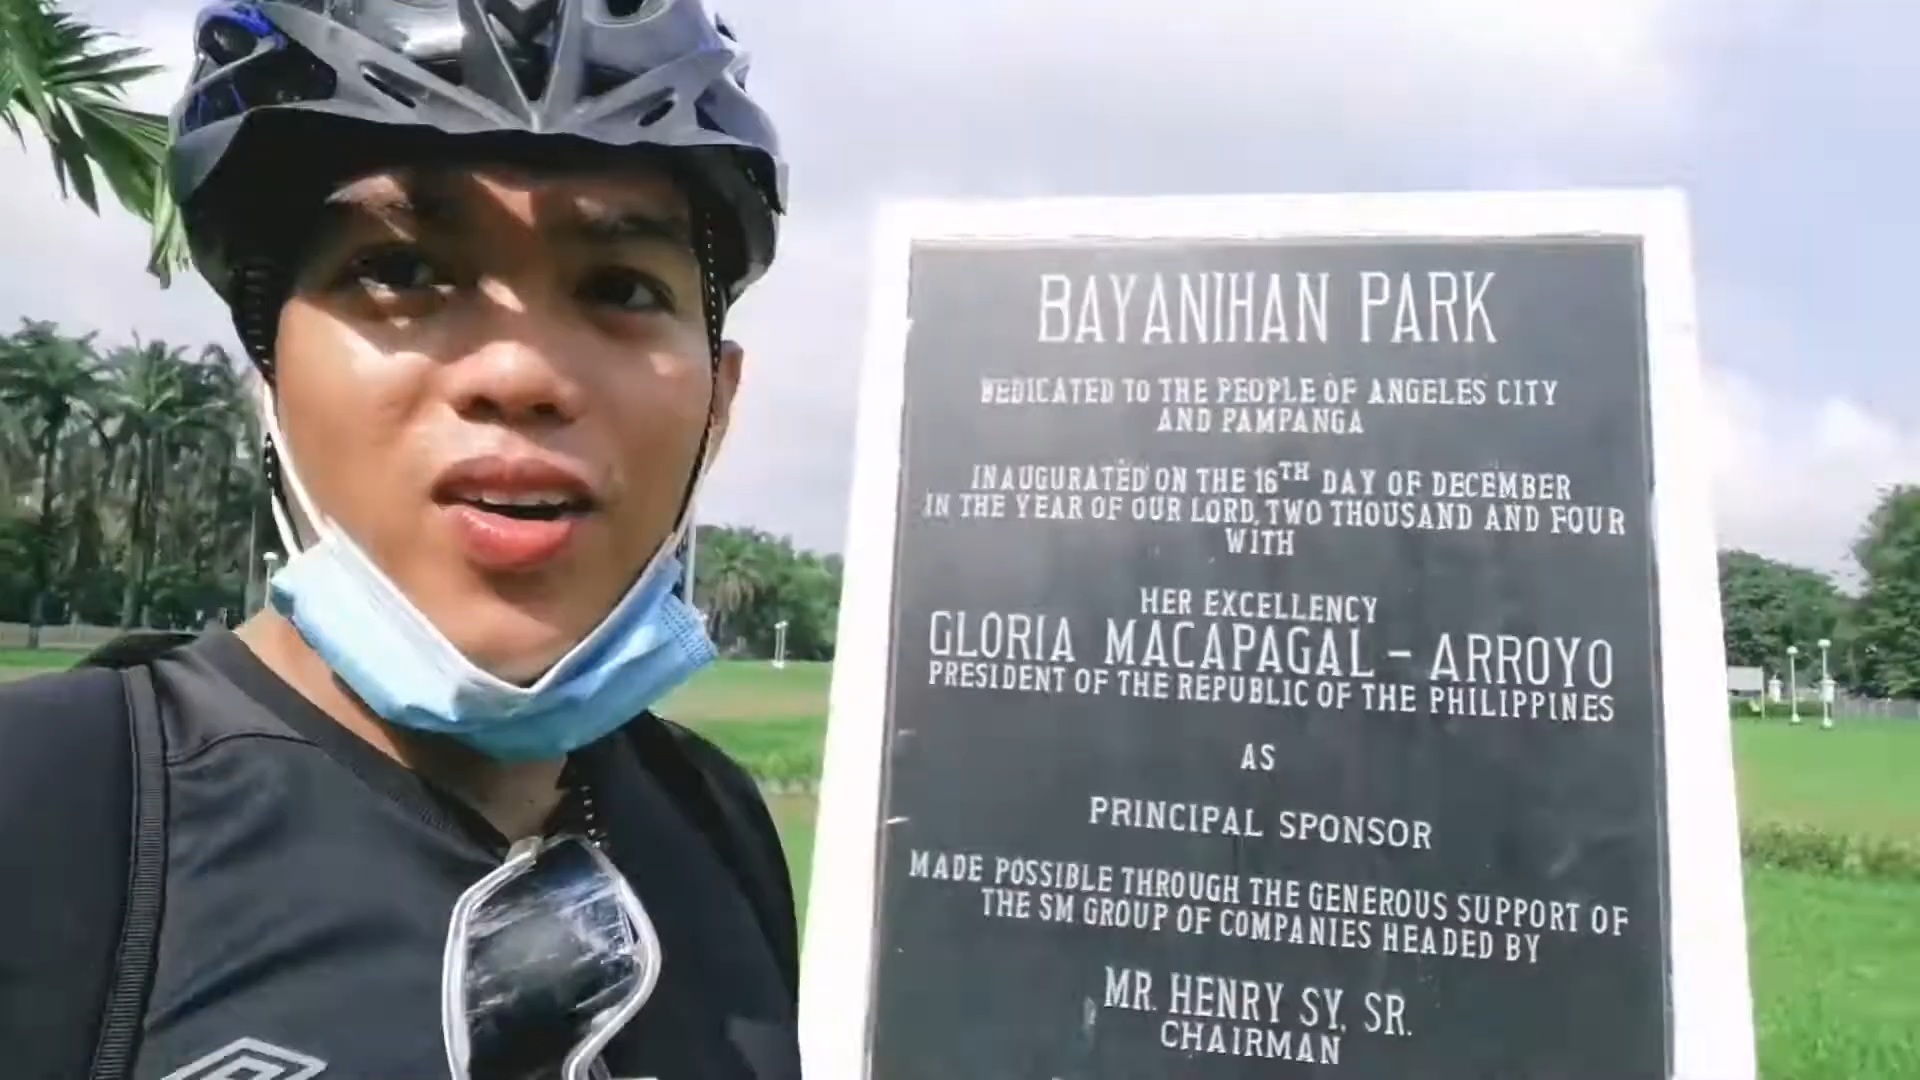 BAYANIHAN PARK
DEDICATED TO THE PEOPLE OF ANGELES CITY
AND PAMPANGA
INAUGURATED ON THE 16TH DAY OF DECEMBER
IN THE YEAR OF OUR LORD, TWO THOUSAND AND FOUR
WITH
HER EXCELLENCY
GLORIA MACAPAGAL - ARROYO
PRESIDENT OF THE REPUBLIC OF THE PHILIPPINES
AS
PRINCIPAL SPONSOR
MADE POSSIBLE THROUGH THE GENEROUS SUPPORT OF
THE SM GROUP OF COMPANIES HEADED BY
MR. HENRY SY, SR.
CHAIRMAN